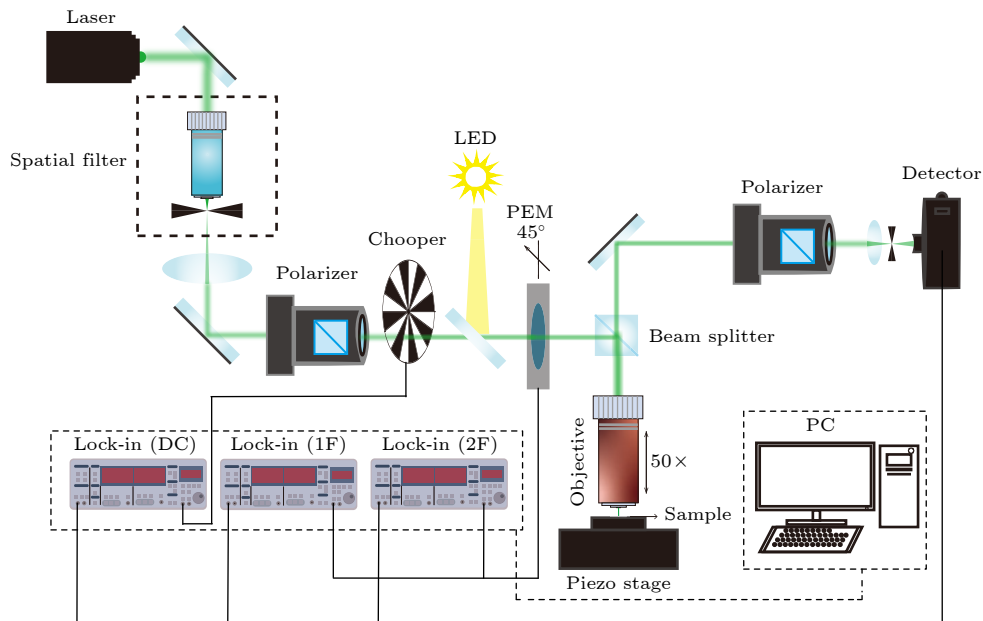 Laser
Spatial filter
LED
PEM
45°
Chooper
Polarizer
Polarizer
Detector
Beam splitter
Lock-in (DC)
Lock-in (1F)
Lock-in (2F)
Objective
50×
Sample
Piezo stage
PC